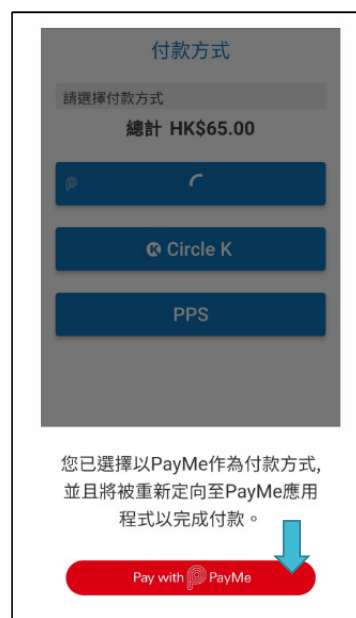 付款方式
請選擇付款方式
總計 HK$65.00
Circle K
PPS
您已選擇以PayMe作為付款方式,
並且將被重新定向至PayMe應用
程式以完成付款。
Pay with PayMe